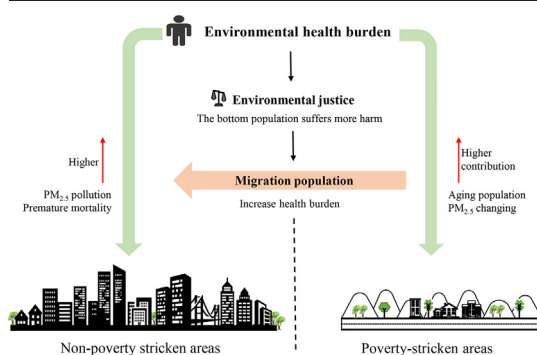 Environmental health burden
Environmental justice
The bottom population suffers more harm
Higher
PM2.5 pollution
Premature mortality
Migration population
Increase health burden
Higher
contribution
Aging population
PM2.5 changing
Non-poverty stricken areas
Poverty-stricken areas